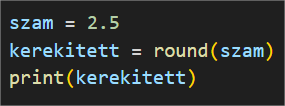 szam = 2.5
kerekitett = round(szam)
print(kerekitett)